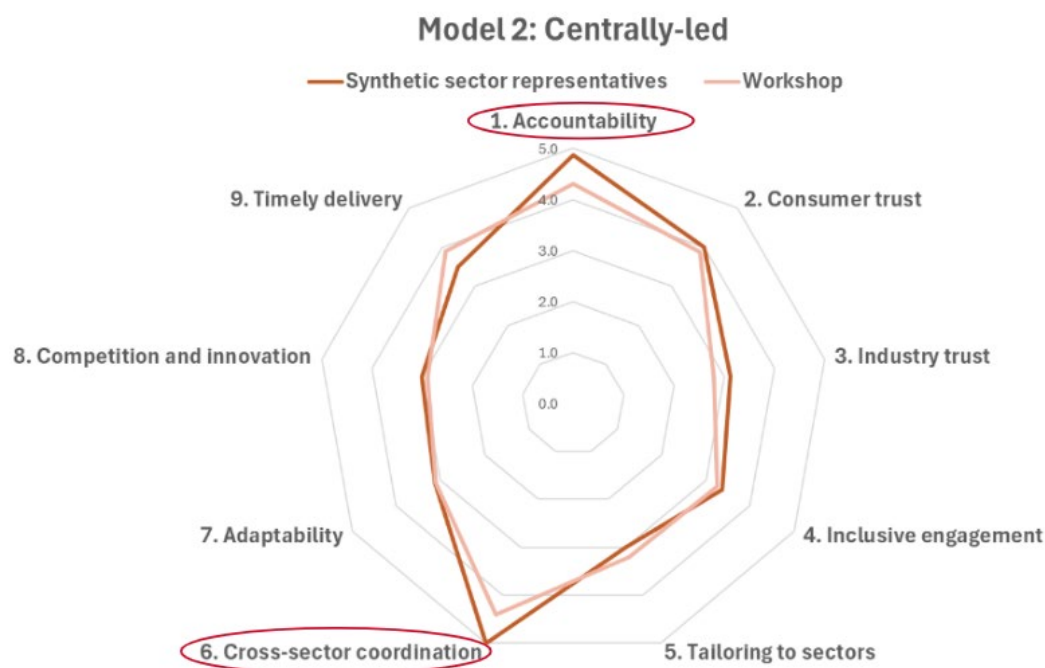 Model 2: Centrally-led
Synthetic sector representatives
Workshop
1. Accountability
5.0
9. Timely delivery
2. Consumer trust
4.0
3.0
2.0
8. Competition and innovation
3. Industry trust
1.0
0.0
7. Adaptability
4. Inclusive engagement
6. Cross-sector coordination
5. Tailoring to sectors